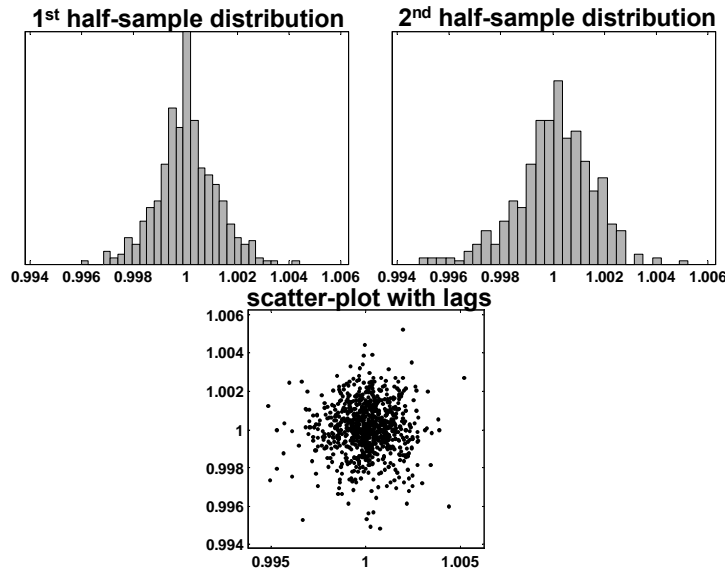 1st half-sample distribution
2nd half-sample distribution
0.994 0.996 0.998 1 1.002 1.004 1.006
0.994 0.996 0.998 1 1.002 1.004 1.006
scatter-plot with lags
1.006
1.004
1.002
1
0.998
0.996
0.994
0.995 1 1.005